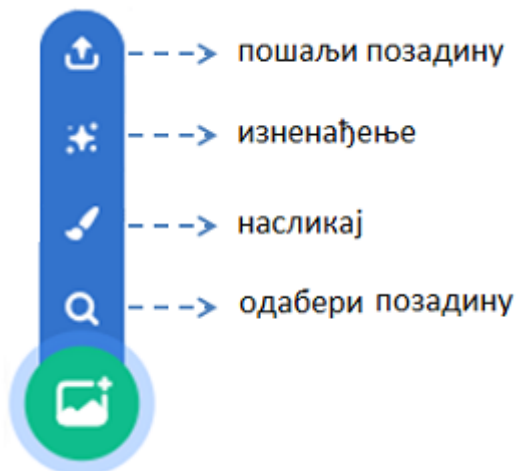 пошаљи позадину
изненађење
насликај
одабери позадину